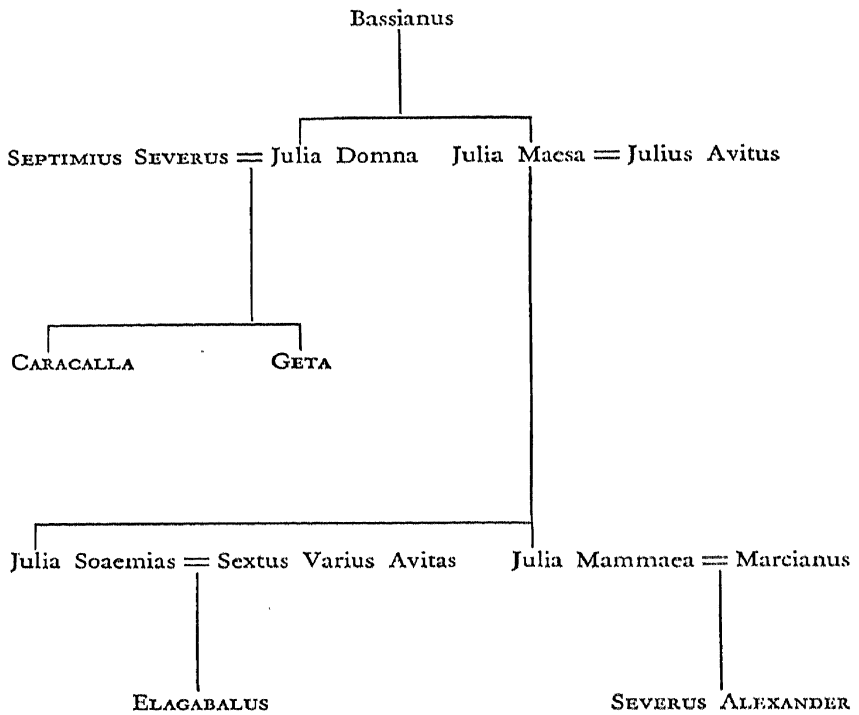 Bassianus
SEPTIMIUS SEVERUS = Julia Domna Julia Maesa = Julius Avitus
CARACALLA GETA
Julia Soaemias = Sextus Varius Avitas Julia Mammaea = Marcianus
ELAGABALUS SEVERUS ALEXANDER